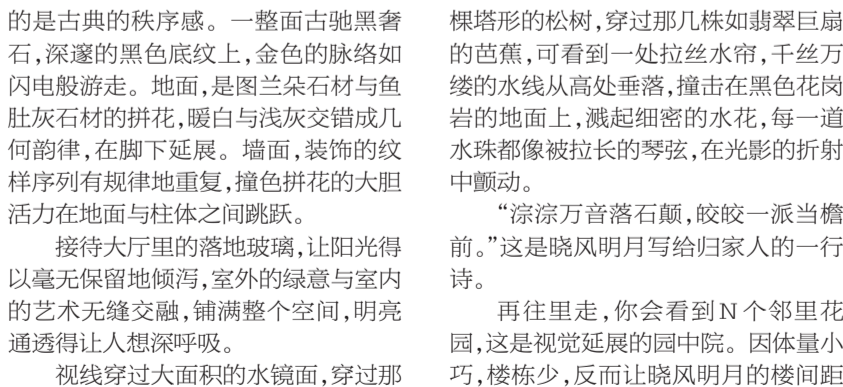 的是古典的秩序感。一整面古驰黑奢
石，深邃的黑色底纹上，金色的脉络如
闪电般游走。地面，是图兰朵石材与鱼
肚灰石材的拼花，暖白与浅灰交错成几
何韵律，在脚下延展。墙面，装饰的纹
样序列有规律地重复，撞色拼花的大胆
活力在地面与柱体之间跳跃。
接待大厅里的落地玻璃，让阳光得
以毫无保留地倾泻，室外的绿意与室内
的艺术无缝交融，铺满整个空间，明亮
通透得让人想深呼吸。
视线穿过大面积的水镜面，穿过那
棵塔形的松树，穿过那几株如翡翠巨扇
的芭蕉，可看到一处拉丝水帘，千丝万
缕的水线从高处垂落，撞击在黑色花岗
岩的地面上，溅起细密的水花，每一道
水珠都像被拉长的琴弦，在光影的折射
中颤动。
“淙淙万音落石颠，皎皎一派当檐
前。”这是晓风明月写给归家人的一行
诗。
再往里走，你会看到N个邻里花
园，这是视觉延展的园中院。因体量小
巧，楼栋少，反而让晓风明月的楼间距